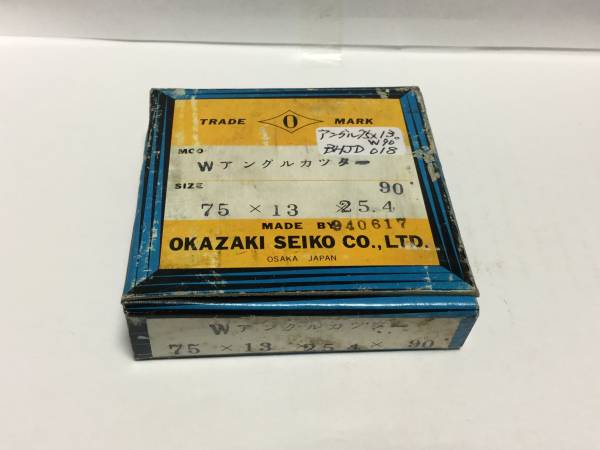 TRADE O MARK
アングル75×13
W90°
B4JD 018
MCO
Wアングルカッター
SIZE
90
75 × 13 × 25.4
MADE BY 940617
OKAZAKI SEIKO CO., LTD.
OSAKA JAPAN
Wアングルカッター
75 × 13 × 25.4 × 90